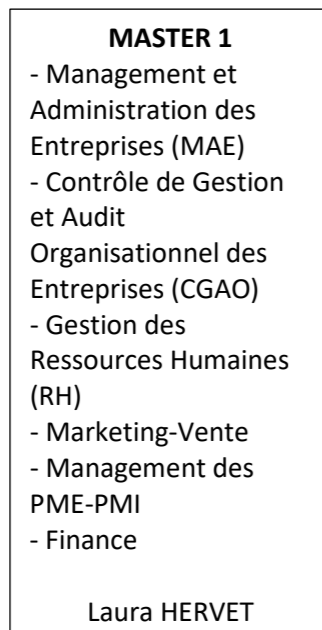 MASTER 1
- Management et
Administration des
Entreprises (MAE)
- Contrôle de Gestion
et Audit
Organisationnel des
Entreprises (CGAO)
- Gestion des
Ressources Humaines
(RH)
- Marketing-Vente
- Management des
PME-PMI
- Finance
Laura HERVET